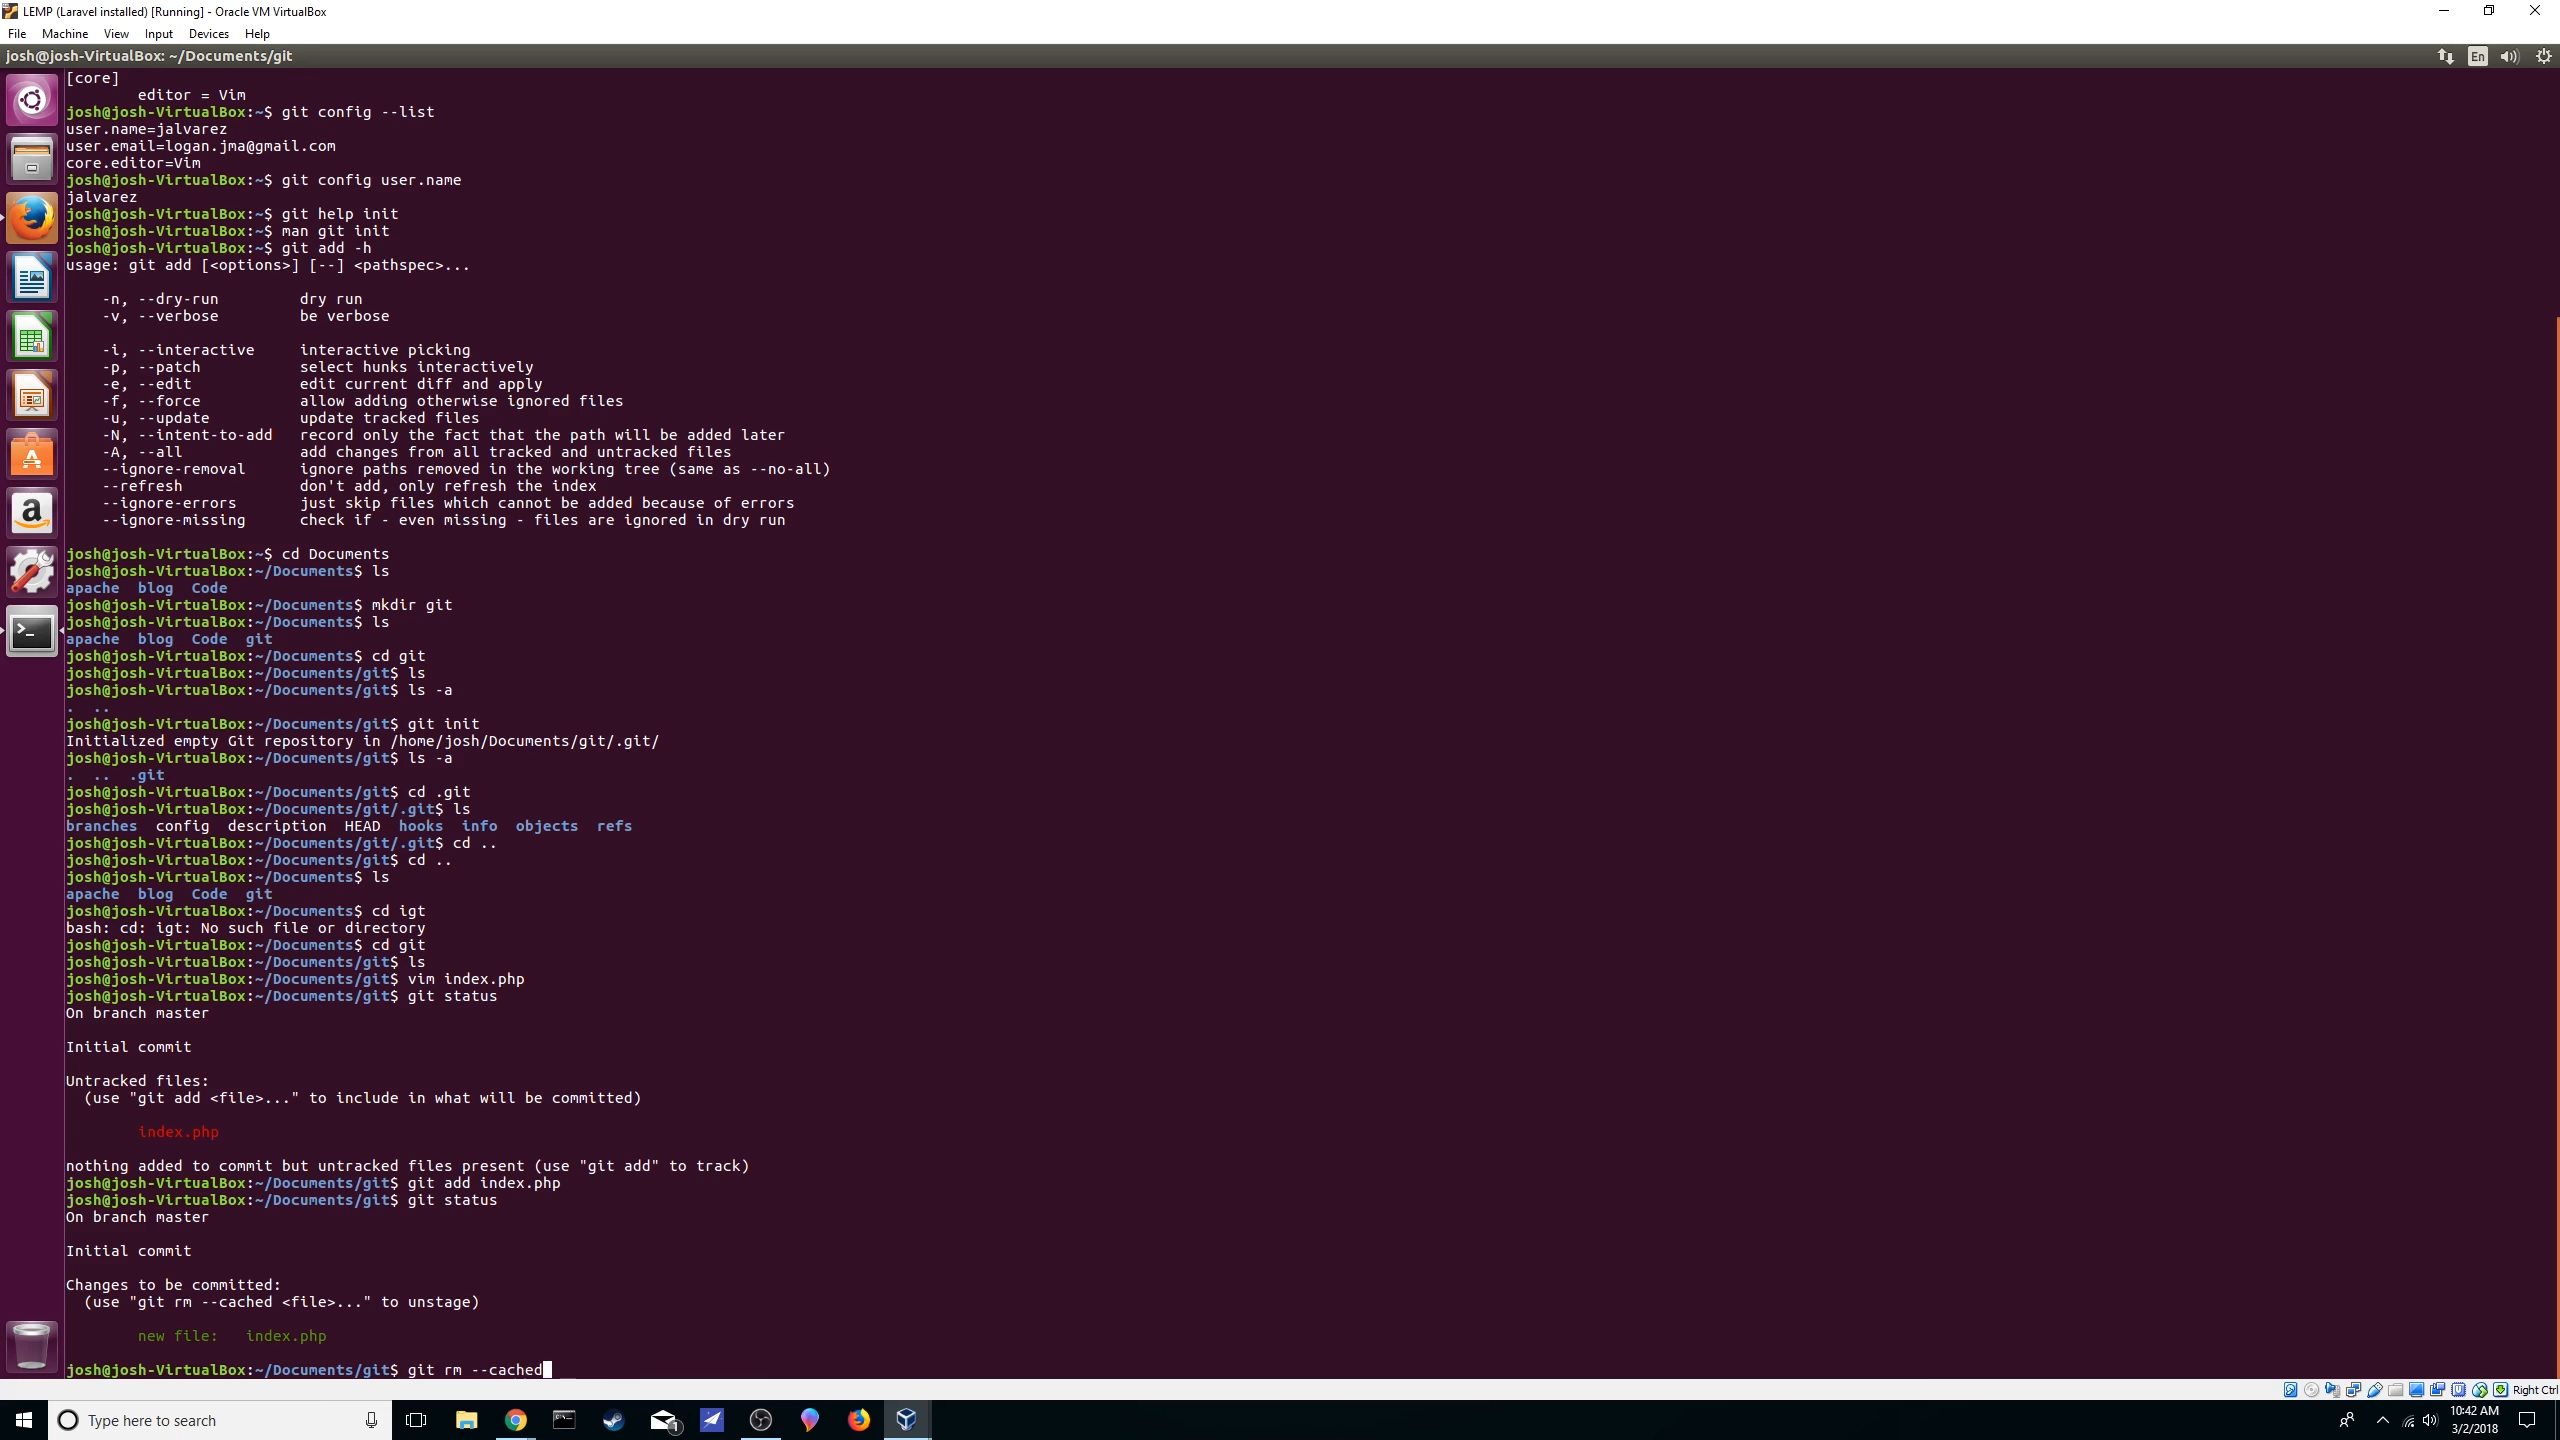 LEMP (Laravel installed) [Running] - Oracle VM VirtualBox
File Machine View Input Devices Help
josh@josh-VirtualBox: ~/Documents/git
En
[core]
        editor = Vim
josh@josh-VirtualBox:~$ git config --list
user.name=jalvarez
user.email=logan.jma@gmail.com
core.editor=Vim
josh@josh-VirtualBox:~$ git config user.name
jalvarez
josh@josh-VirtualBox:~$ git help init
josh@josh-VirtualBox:~$ man git init
josh@josh-VirtualBox:~$ git add -h
usage: git add [<options>] [--] <pathspec>...
    -n, --dry-run         dry run
    -v, --verbose         be verbose
    -i, --interactive     interactive picking
    -p, --patch           select hunks interactively
    -e, --edit            edit current diff and apply
    -f, --force           allow adding otherwise ignored files
    -u, --update          update tracked files
    -N, --intent-to-add   record only the fact that the path will be added later
    -A, --all             add changes from all tracked and untracked files
    --ignore-removal      ignore paths removed in the working tree (same as --no-all)
    --refresh             don't add, only refresh the index
    --ignore-errors       just skip files which cannot be added because of errors
    --ignore-missing      check if - even missing - files are ignored in dry run
josh@josh-VirtualBox:~$ cd Documents
josh@josh-VirtualBox:~/Documents$ ls
apache  blog  Code
josh@josh-VirtualBox:~/Documents$ mkdir git
josh@josh-VirtualBox:~/Documents$ ls
apache  blog  Code  git
josh@josh-VirtualBox:~/Documents$ cd git
josh@josh-VirtualBox:~/Documents/git$ ls
josh@josh-VirtualBox:~/Documents/git$ ls -a
.  ..
josh@josh-VirtualBox:~/Documents/git$ git init
Initialized empty Git repository in /home/josh/Documents/git/.git/
josh@josh-VirtualBox:~/Documents/git$ ls -a
.  ..  .git
josh@josh-VirtualBox:~/Documents/git$ cd .git
josh@josh-VirtualBox:~/Documents/git/.git$ ls
branches  config  description  HEAD  hooks  info  objects  refs
josh@josh-VirtualBox:~/Documents/git/.git$ cd ..
josh@josh-VirtualBox:~/Documents/git$ cd ..
josh@josh-VirtualBox:~/Documents$ ls
apache  blog  Code  git
josh@josh-VirtualBox:~/Documents$ cd igt
bash: cd: igt: No such file or directory
josh@josh-VirtualBox:~/Documents$ cd git
josh@josh-VirtualBox:~/Documents/git$ ls
josh@josh-VirtualBox:~/Documents/git$ vim index.php
josh@josh-VirtualBox:~/Documents/git$ git status
On branch master
Initial commit
Untracked files:
  (use "git add <file>..." to include in what will be committed)
        index.php
nothing added to commit but untracked files present (use "git add" to track)
josh@josh-VirtualBox:~/Documents/git$ git add index.php
josh@josh-VirtualBox:~/Documents/git$ git status
On branch master
Initial commit
Changes to be committed:
  (use "git rm --cached <file>..." to unstage)
        new file:   index.php
josh@josh-VirtualBox:~/Documents/git$ git rm --cached
Right Ctrl
Type here to search
1
10:42 AM
3/2/2018